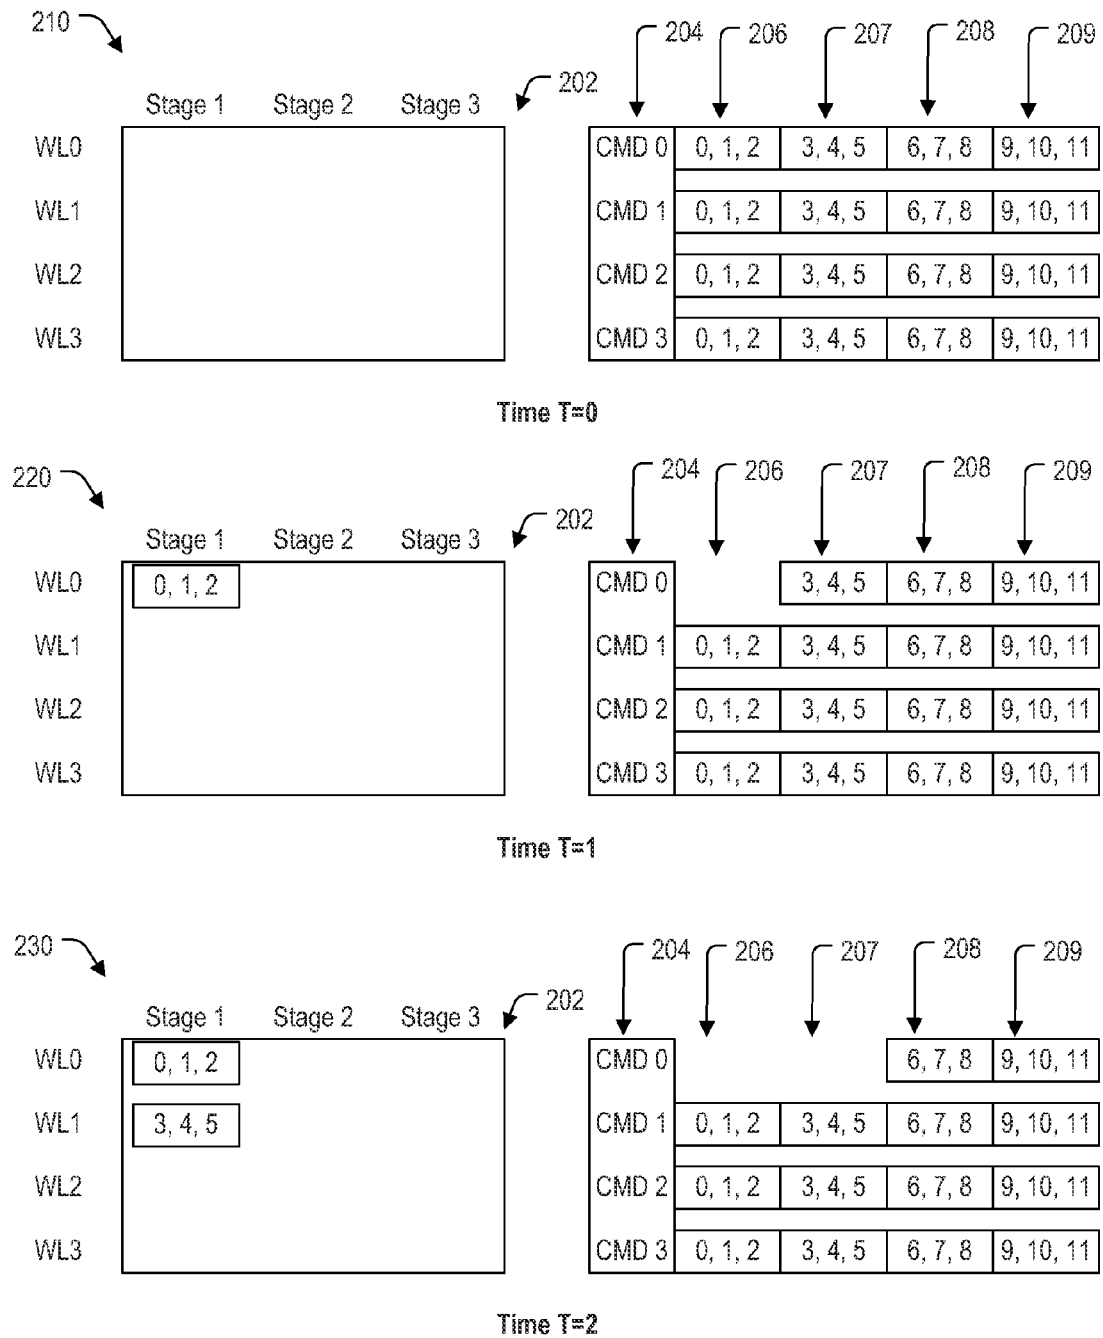 210
204 206 207 208 209
202
Stage 1 Stage 2 Stage 3
WL0 CMD 0 0, 1, 2 3, 4, 5 6, 7, 8 9, 10, 11
WL1 CMD 1 0, 1, 2 3, 4, 5 6, 7, 8 9, 10, 11
WL2 CMD 2 0, 1, 2 3, 4, 5 6, 7, 8 9, 10, 11
WL3 CMD 3 0, 1, 2 3, 4, 5 6, 7, 8 9, 10, 11
Time T=0
220
204 206 207 208 209
202
Stage 1 Stage 2 Stage 3
WL0 0, 1, 2 CMD 0 3, 4, 5 6, 7, 8 9, 10, 11
WL1 CMD 1 0, 1, 2 3, 4, 5 6, 7, 8 9, 10, 11
WL2 CMD 2 0, 1, 2 3, 4, 5 6, 7, 8 9, 10, 11
WL3 CMD 3 0, 1, 2 3, 4, 5 6, 7, 8 9, 10, 11
Time T=1
230
204 206 207 208 209
202
Stage 1 Stage 2 Stage 3
WL0 0, 1, 2 CMD 0 6, 7, 8 9, 10, 11
WL1 3, 4, 5 CMD 1 0, 1, 2 3, 4, 5 6, 7, 8 9, 10, 11
WL2 CMD 2 0, 1, 2 3, 4, 5 6, 7, 8 9, 10, 11
WL3 CMD 3 0, 1, 2 3, 4, 5 6, 7, 8 9, 10, 11
Time T=2